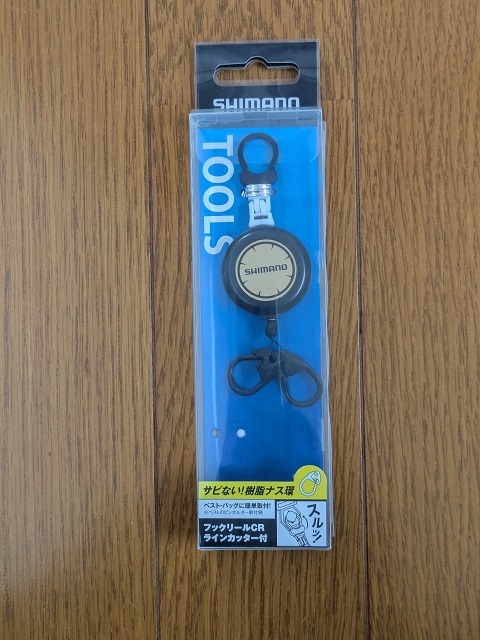 SHIMANO
TOOLS
SHIMANO
サビない!樹脂ナス環
ベスト・バッグに簡単取付!
スルッ!
フックリールCR
ラインカッター付